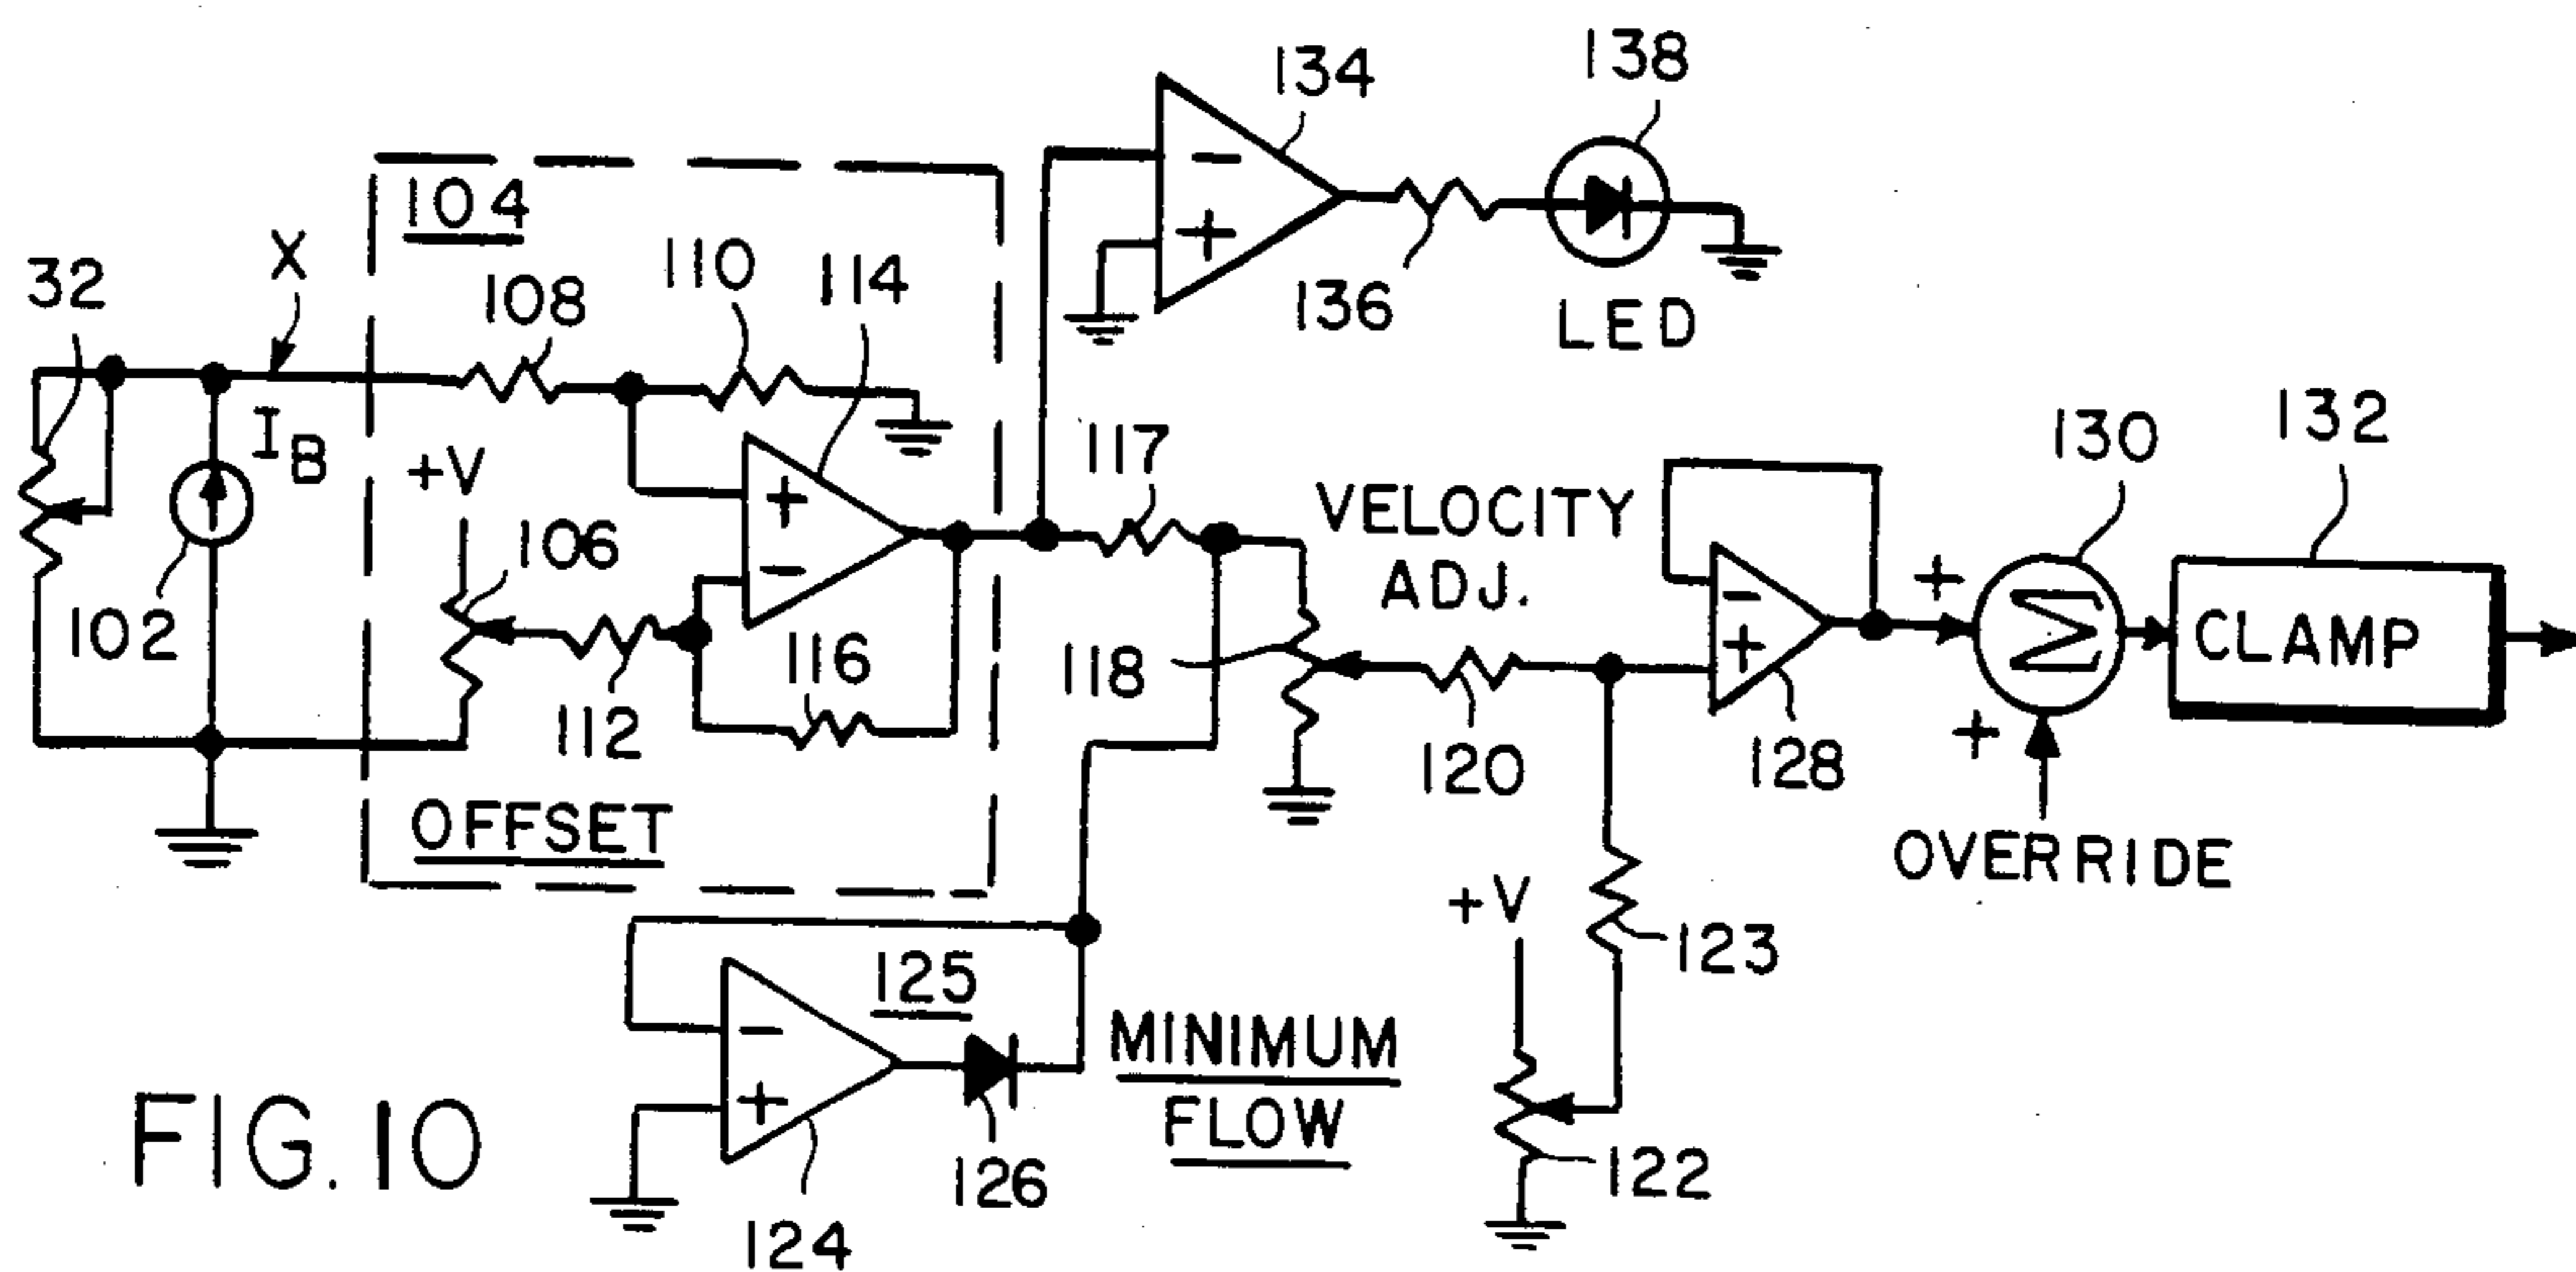 134
138
104
X
32
108
110
114
136
LED
I_B
+V
106
117
VELOCITY
ADJ.
130
132
+
-
Σ
CLAMP
102
112
116
118
120
128
OVERRIDE
OFFSET
+V
123
125
MINIMUM
FLOW
126
124
122
FIG. 10